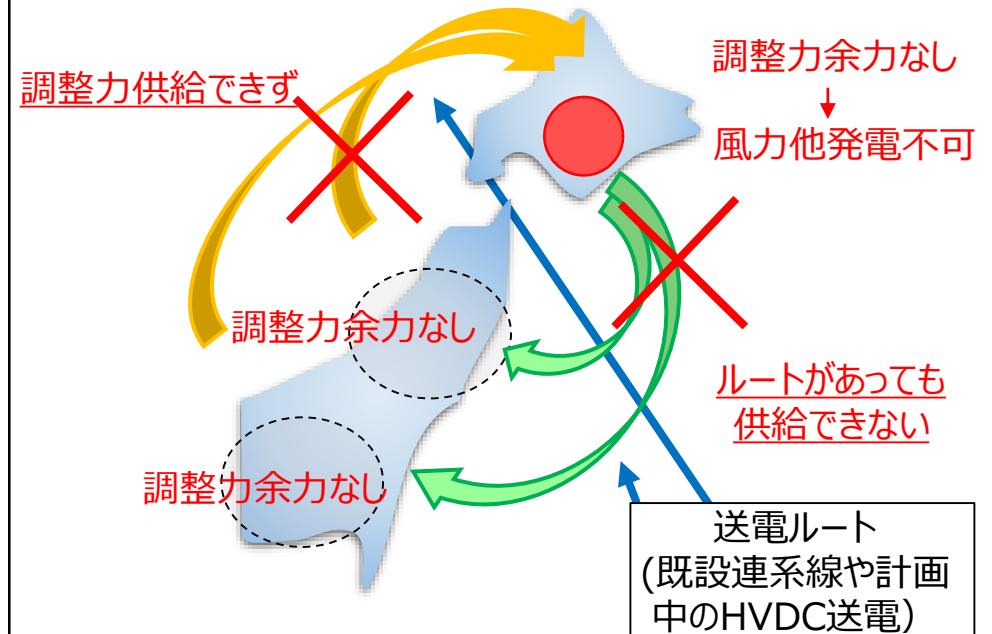 調整力供給できず
調整力余力なし
↓
風力他発電不可
調整力余力なし
ルートがあっても
供給できない
調整力余力なし
送電ルート
(既設連系線や計画
中のHVDC送電）